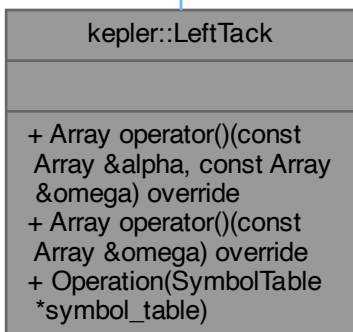 kepler::LeftTack
+ Array operator()(const
Array &alpha, const Array
&omega) override
+ Array operator()(const
Array &omega) override
+ Operation(SymbolTable
*symbol_table)